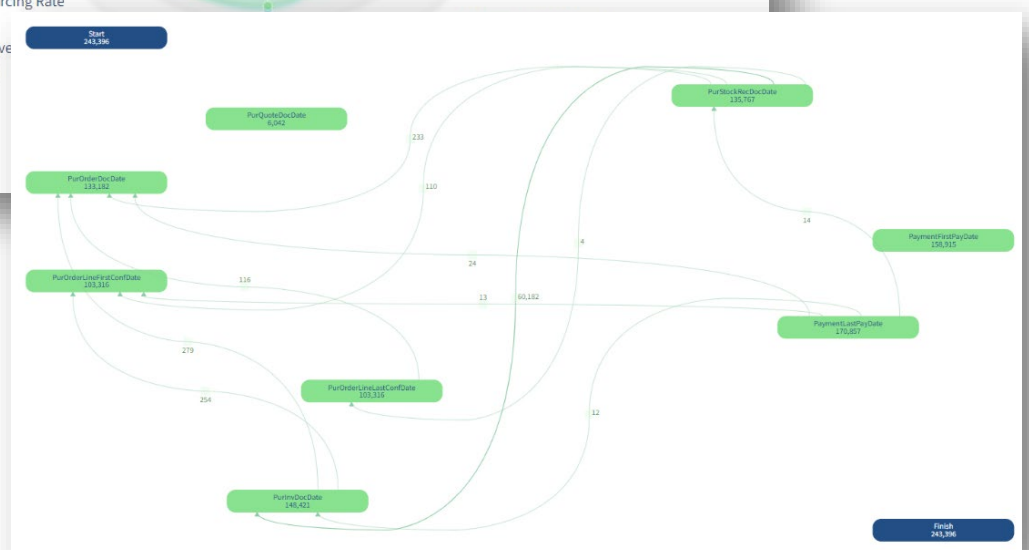 rcing Rate
ve
Start
243,396
PurStockRecDocDate
135,767
PurQuoteDocDate
6,042
233
PurOrderDocDate
133,182
110
14
PaymentFirstPayDate
158,915
4
24
PurOrderLineFirstConfDate
103,316
116
13
60,182
PaymentLastPayDate
170,857
279
PurOrderLineLastConfDate
103,316
254
12
PurInvDocDate
148,421
Finish
243,396